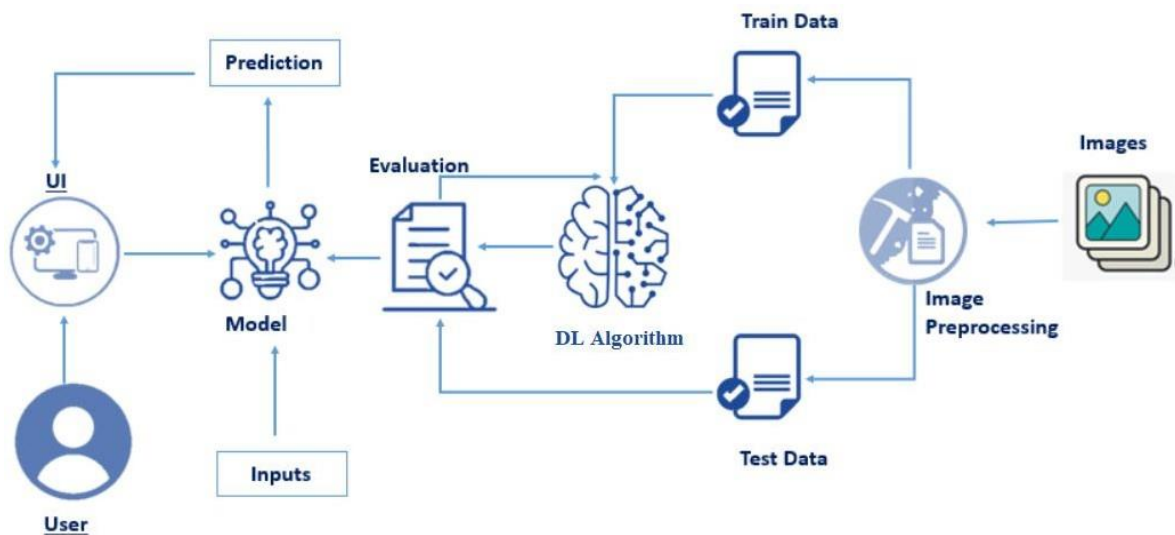 Train Data
Prediction
Images
Evaluation
UI
Model
DL Algorithm
Image
Preprocessing
Inputs
Test Data
User